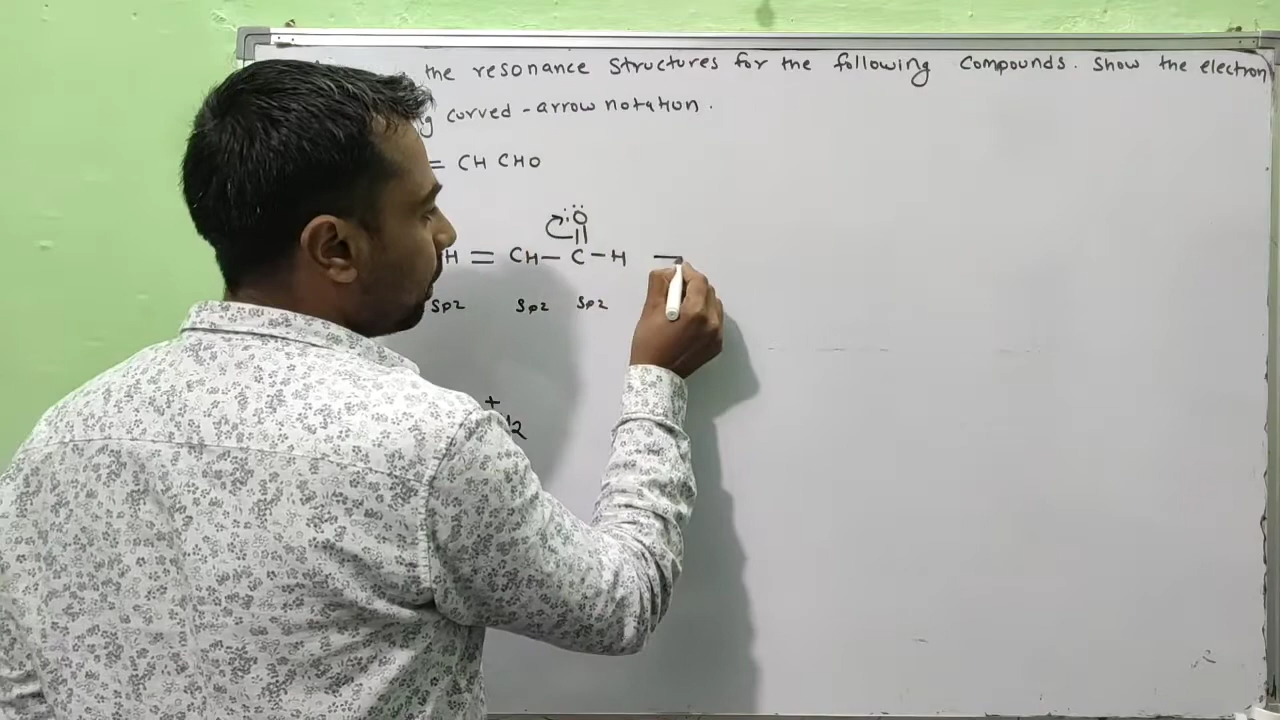 the resonance structures for the following Compounds. Show the electron
curved-arrow notation.
= CH CHO
:Ö
H = CH - C - H —
Sp2 Sp2 Sp2
+
2